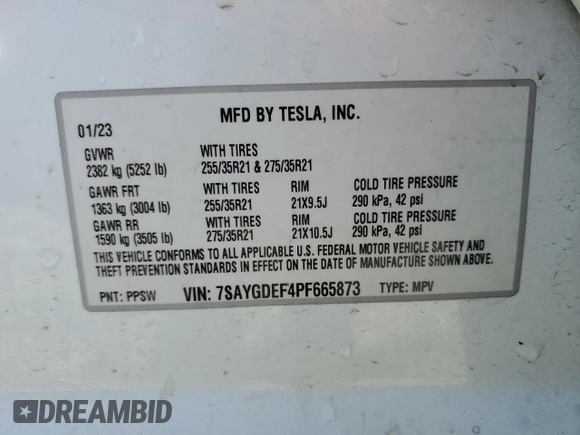 MFD BY TESLA, INC.
01/23
GVWR WITH TIRES
2382 kg (5252 lb) 255/35R21 & 275/35R21
GAWR FRT WITH TIRES RIM COLD TIRE PRESSURE
1363 kg (3004 lb) 255/35R21 21X9.5J 290 kPa, 42 psi
GAWR RR WITH TIRES RIM COLD TIRE PRESSURE
1590 kg (3505 lb) 275/35R21 21X10.5J 290 kPa, 42 psi
THIS VEHICLE CONFORMS TO ALL APPLICABLE U.S. FEDERAL MOTOR VEHICLE SAFETY AND
THEFT PREVENTION STANDARDS IN EFFECT ON THE DATE OF MANUFACTURE SHOWN ABOVE.
PNT: PPSW VIN: 7SAYGDEF4PF665873 TYPE: MPV
DREAMBID